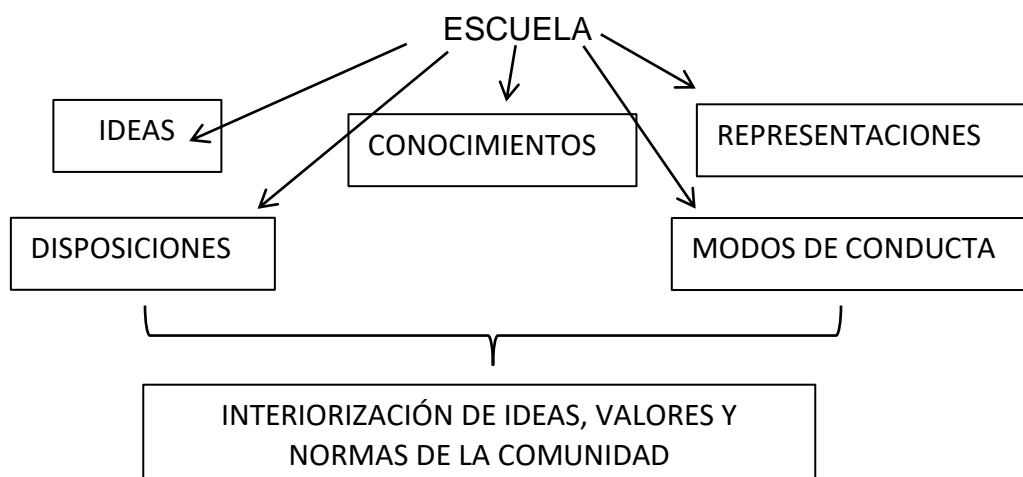 ESCUELA
IDEAS
CONOCIMIENTOS
REPRESENTACIONES
DISPOSICIONES
MODOS DE CONDUCTA
INTERIORIZACIÓN DE IDEAS, VALORES Y
NORMAS DE LA COMUNIDAD